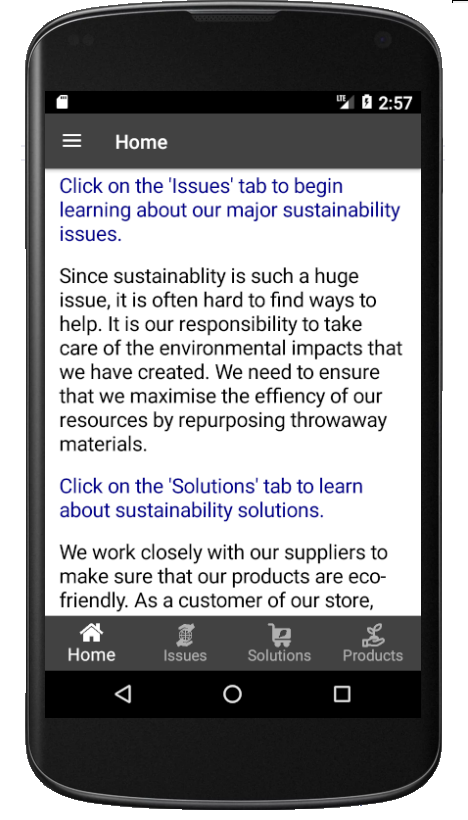 LTE 2:57
Home
Click on the 'Issues' tab to begin
learning about our major sustainability
issues.
Since sustainablity is such a huge
issue, it is often hard to find ways to
help. It is our responsibility to take
care of the environmental impacts that
we have created. We need to ensure
that we maximise the effiency of our
resources by repurposing throwaway
materials.
Click on the 'Solutions' tab to learn
about sustainability solutions.
We work closely with our suppliers to
make sure that our products are eco-
friendly. As a customer of our store,
Home Issues Solutions Products